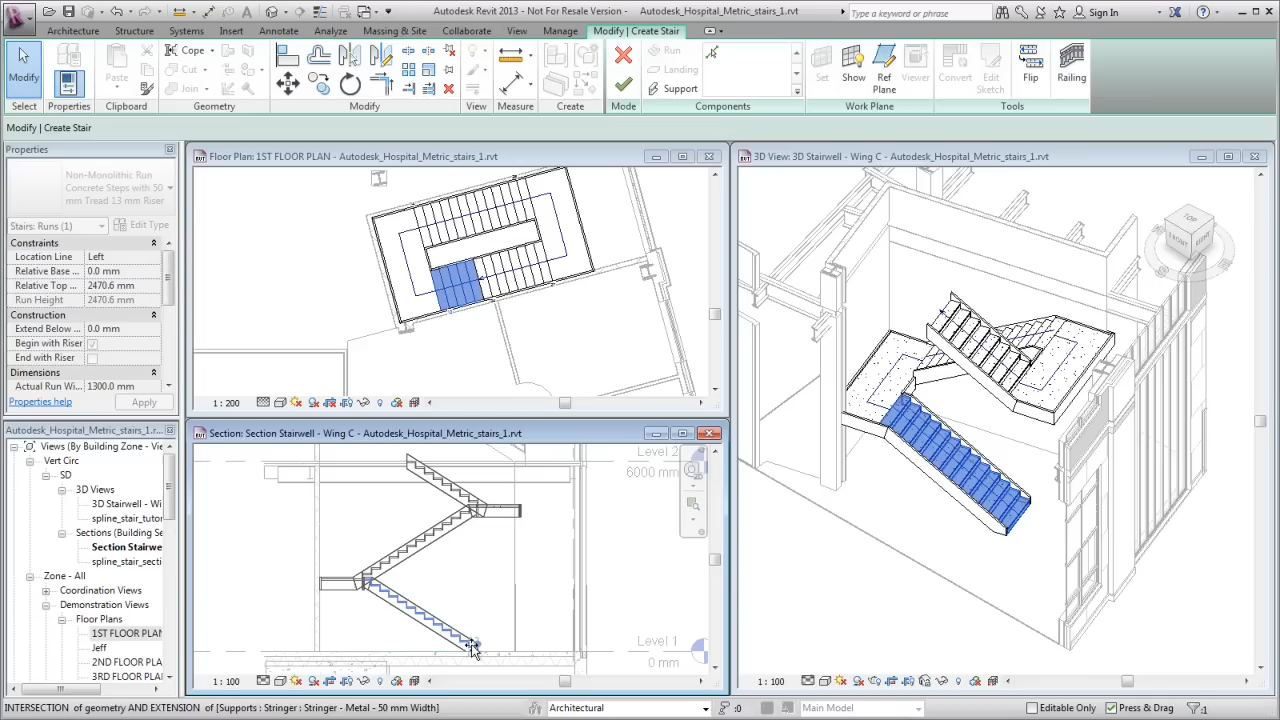 Autodesk Revit 2013 - Not For Resale Version - Autodesk_Hospital_Metric_stairs_1.rvt
Type a keyword or phrase
Sign In
Architecture Structure Systems Insert Annotate Analyze Massing & Site Collaborate View Manage Modify | Create Stair
Modify Paste Cope Cut Join Run Landing Support Set Show Ref Plane Viewer Convert Edit Sketch Flip Railing
Select Properties Clipboard Geometry Modify View Measure Create Mode Components Work Plane Tools
Modify | Create Stair
Properties
Non-Monolithic Run
Concrete Steps with 50
mm Tread 13 mm Riser
Stairs: Runs (1) Edit Type
Constraints
Location Line Left
Relative Base ... 0.0 mm
Relative Top ... 2470.6 mm
Run Height 2470.6 mm
Construction
Extend Below ... 0.0 mm
Begin with Riser
End with Riser
Dimensions
Actual Run Wi... 1300.0 mm
Properties help Apply
Autodesk_Hospital_Metric_stairs_1.r...
Views (By Building Zone - Vie
Vert Circ
SD
3D Views
3D Stairwell - Wi
spline_stair_tutor
Sections (Building Se
Section Stairwe
spline_stair_secti
Zone - All
Coordination Views
Demonstration Views
Floor Plans
1ST FLOOR PLAN
Jeff
2ND FLOOR PLA
3RD FLOOR PLA
Floor Plan: 1ST FLOOR PLAN - Autodesk_Hospital_Metric_stairs_1.rvt
1 : 200
Section: Section Stairwell - Wing C - Autodesk_Hospital_Metric_stairs_1.rvt
Level 2
6000 mm
Level 1
0 mm
1 : 100
3D View: 3D Stairwell - Wing C - Autodesk_Hospital_Metric_stairs_1.rvt
TOP
FRONT
1 : 100
INTERSECTION of geometry and EXTENSION of [Supports : Stringer : Stringer - Metal - 50 mm Width]
Architectural
:0
Main Model
Editable Only
Press & Drag
:1